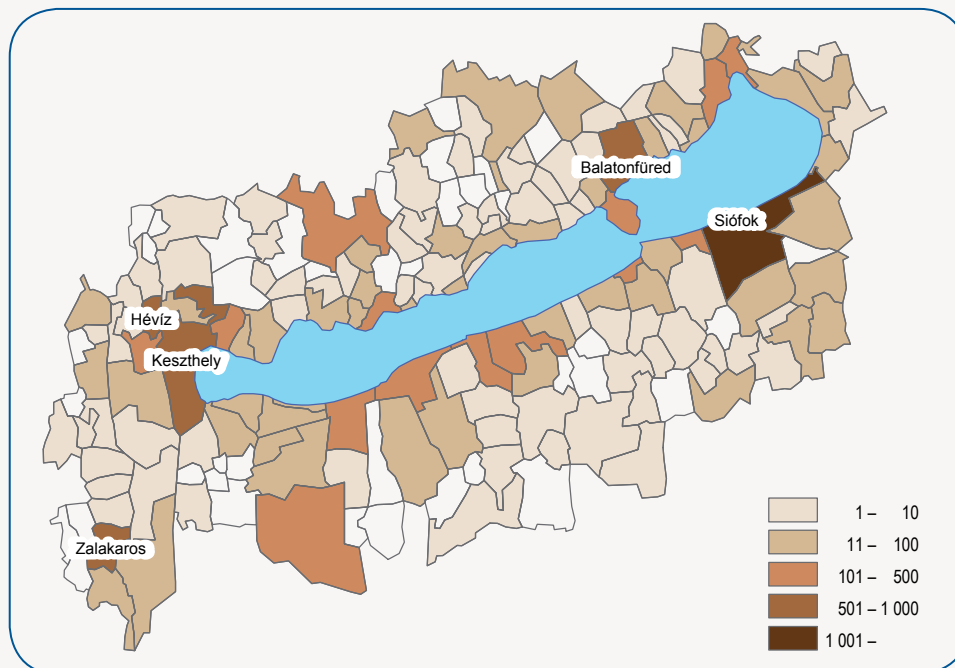 Balatonfüred
Siófok
Hévíz
Keszthely
Zalakaros
1 – 10
11 – 100
101 – 500
501 – 1 000
1 001 –